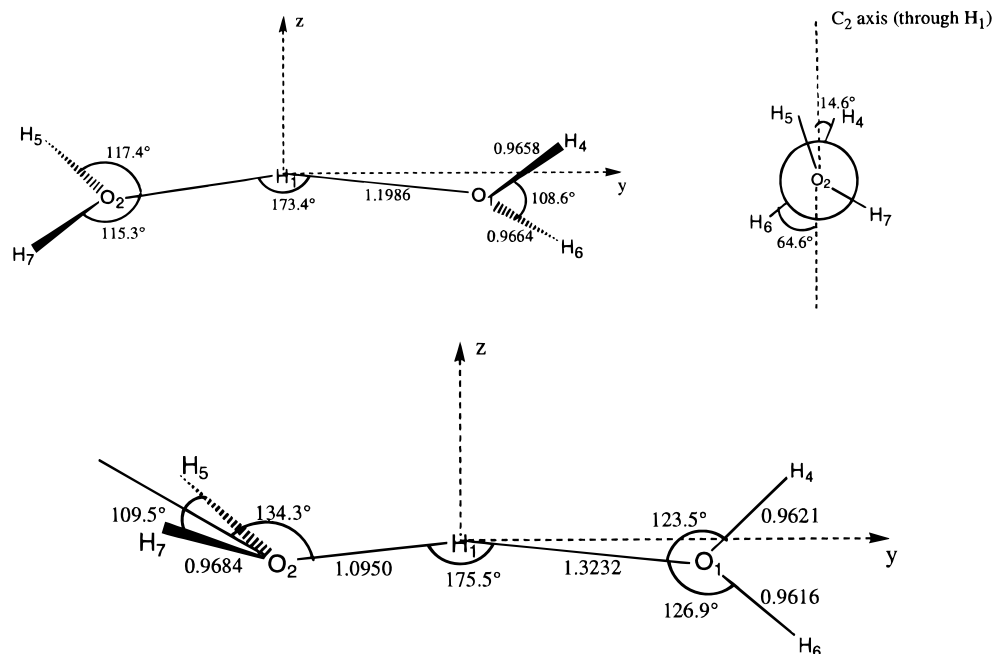 z
C₂ axis (through H₁)
H₅
117.4°
O₂
115.3°
H₇
H₁
173.4°
1.1986
0.9658
H₄
y
O₁
108.6°
0.9664
H₆
14.6°
H₅
H₄
O₂
H₆
H₇
64.6°
z
H₅
109.5°
134.3°
H₇
0.9684
O₂
1.0950
H₁
175.5°
1.3232
123.5°
H₄
0.9621
y
O₁
126.9°
0.9616
H₆